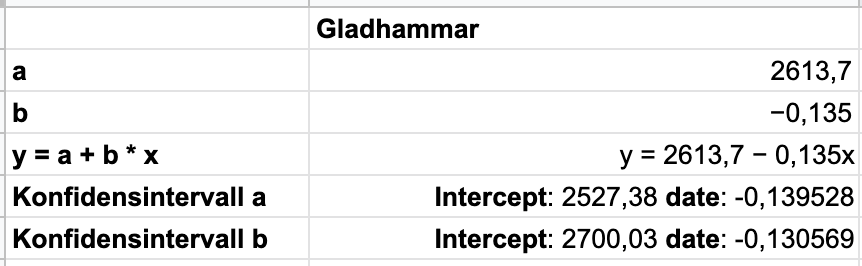 Gladhammar
a 2613,7
b −0,135
y = a + b * x y = 2613,7 − 0,135x
Konfidensintervall a Intercept: 2527,38 date: -0,139528
Konfidensintervall b Intercept: 2700,03 date: -0,130569